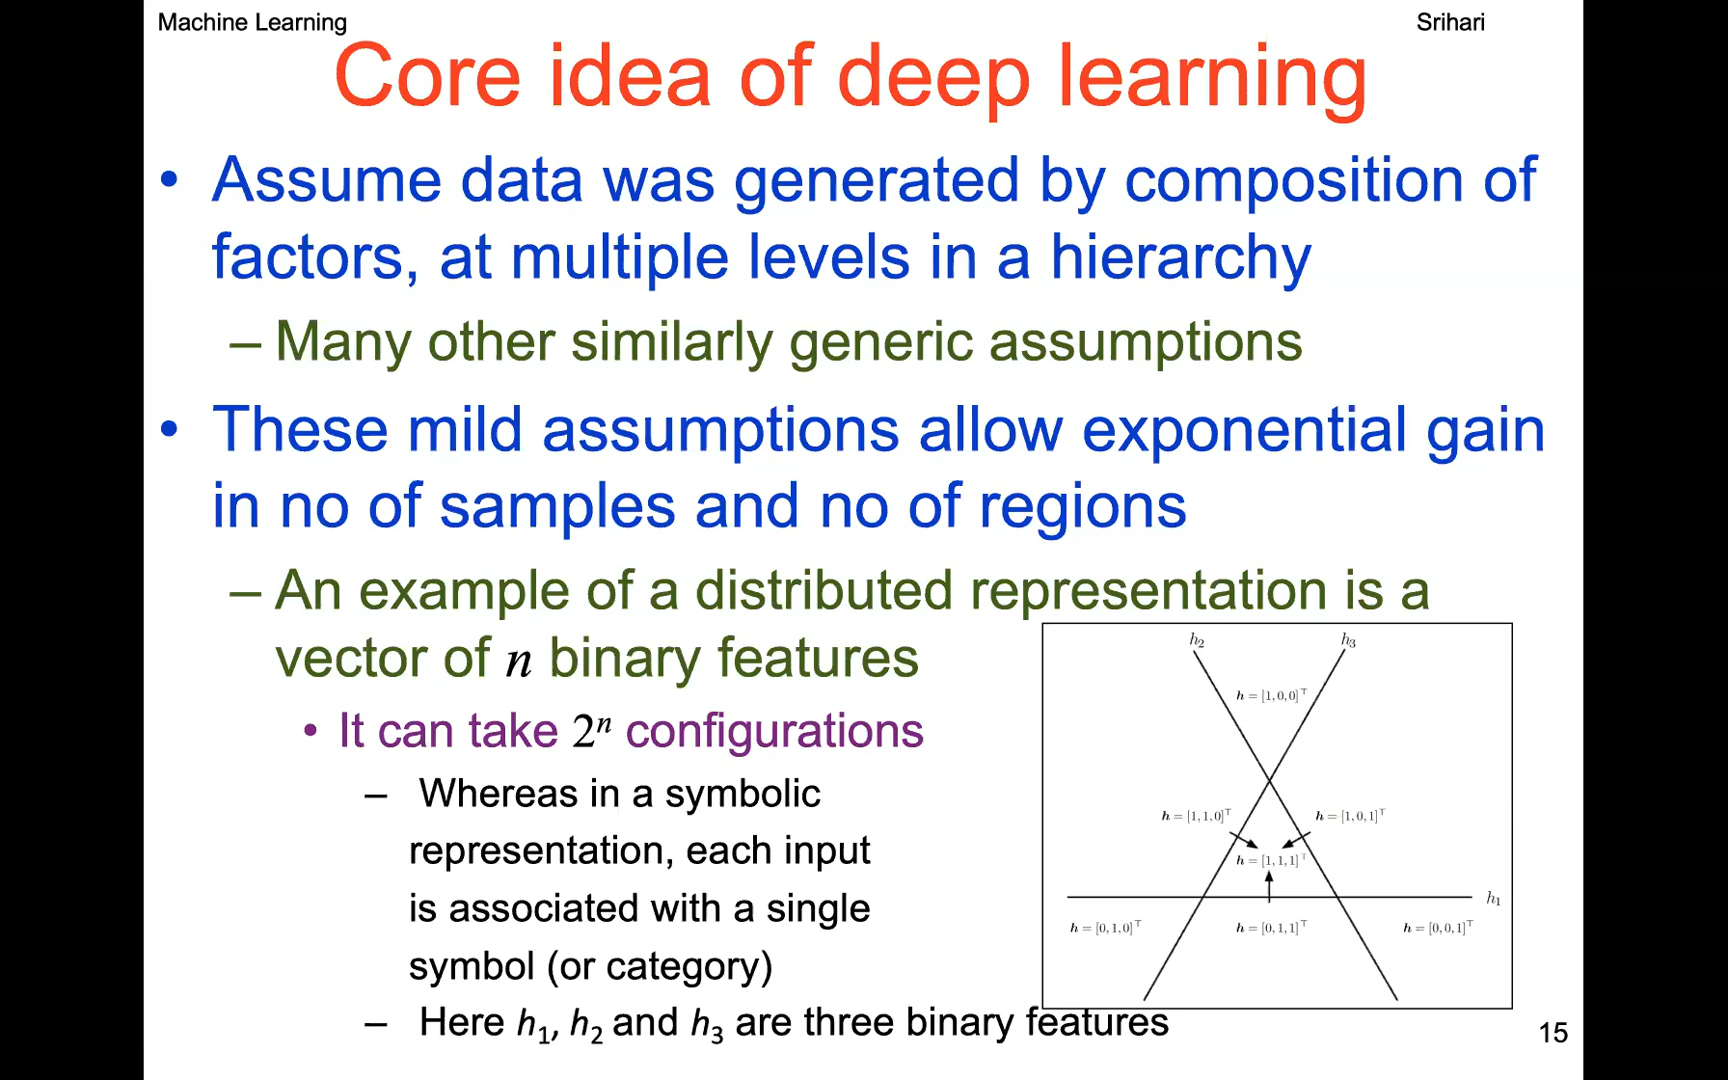 Machine Learning
Srihari
Core idea of deep learning
• Assume data was generated by composition of
factors, at multiple levels in a hierarchy
– Many other similarly generic assumptions
• These mild assumptions allow exponential gain
in no of samples and no of regions
– An example of a distributed representation is a
vector of n binary features
• It can take 2ⁿ configurations
– Whereas in a symbolic
representation, each input
is associated with a single
symbol (or category)
– Here h₁, h₂ and h₃ are three binary features
h₂
h₃
h = [1, 0, 0]⊤
h = [1, 1, 0]⊤
h = [1, 0, 1]⊤
h = [1, 1, 1]⊤
h₁
h = [0, 1, 0]⊤
h = [0, 1, 1]⊤
h = [0, 0, 1]⊤
15